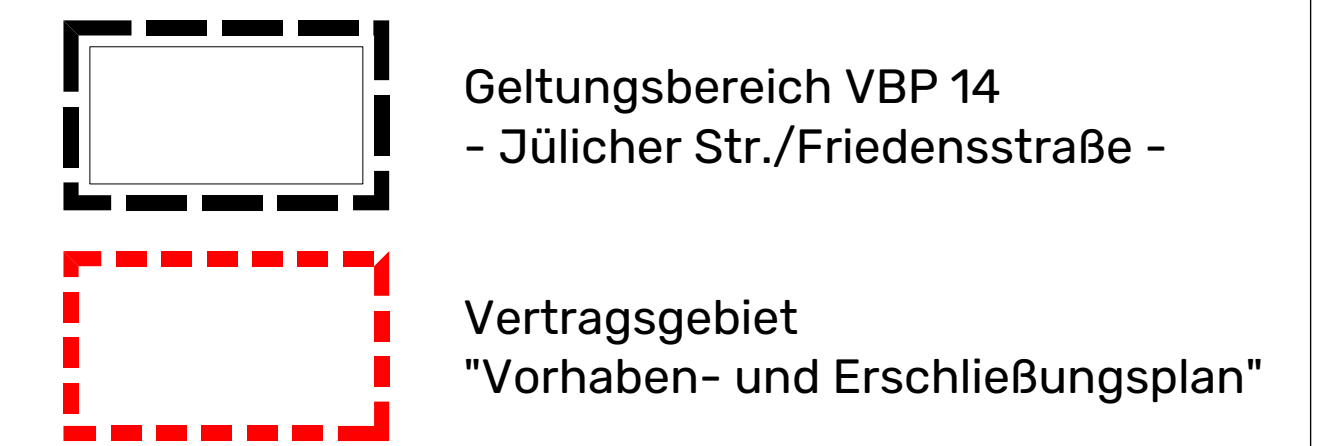 Geltungsbereich VBP 14
- Jülicher Str./Friedensstraße -
Vertragsgebiet
"Vorhaben- und Erschließungsplan"